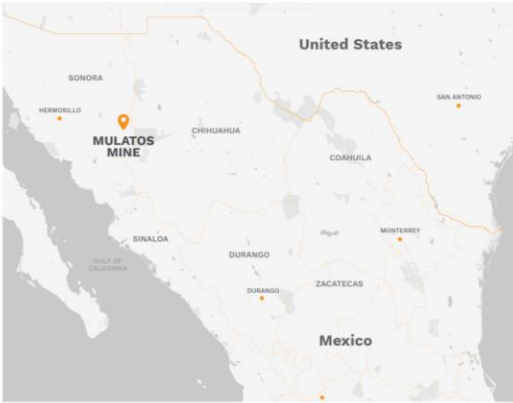 United States
SONORA
SAN ANTONIO
HERMOSILLO
CHIHUAHUA
MULATOS
MINE
COAHUILA
MONTERREY
SINALOA
DURANGO
GULF OF
CALIFORNIA
ZACATECAS
DURANGO
Mexico